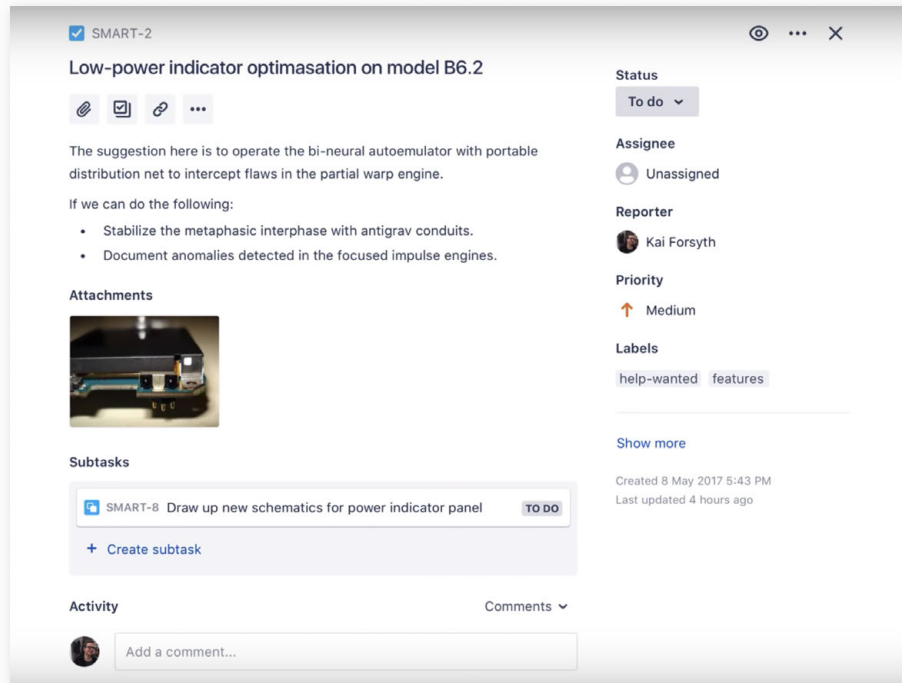 SMART-2
Low-power indicator optimasation on model B6.2
The suggestion here is to operate the bi-neural autoemulator with portable
distribution net to intercept flaws in the partial warp engine.
If we can do the following:
• Stabilize the metaphasic interphase with antigrav conduits.
• Document anomalies detected in the focused impulse engines.
Attachments
Subtasks
SMART-8 Draw up new schematics for power indicator panel TO DO
+ Create subtask
Activity
Comments
Add a comment...
Status
To do
Assignee
Unassigned
Reporter
Kai Forsyth
Priority
Medium
Labels
help-wanted features
Show more
Created 8 May 2017 5:43 PM
Last updated 4 hours ago